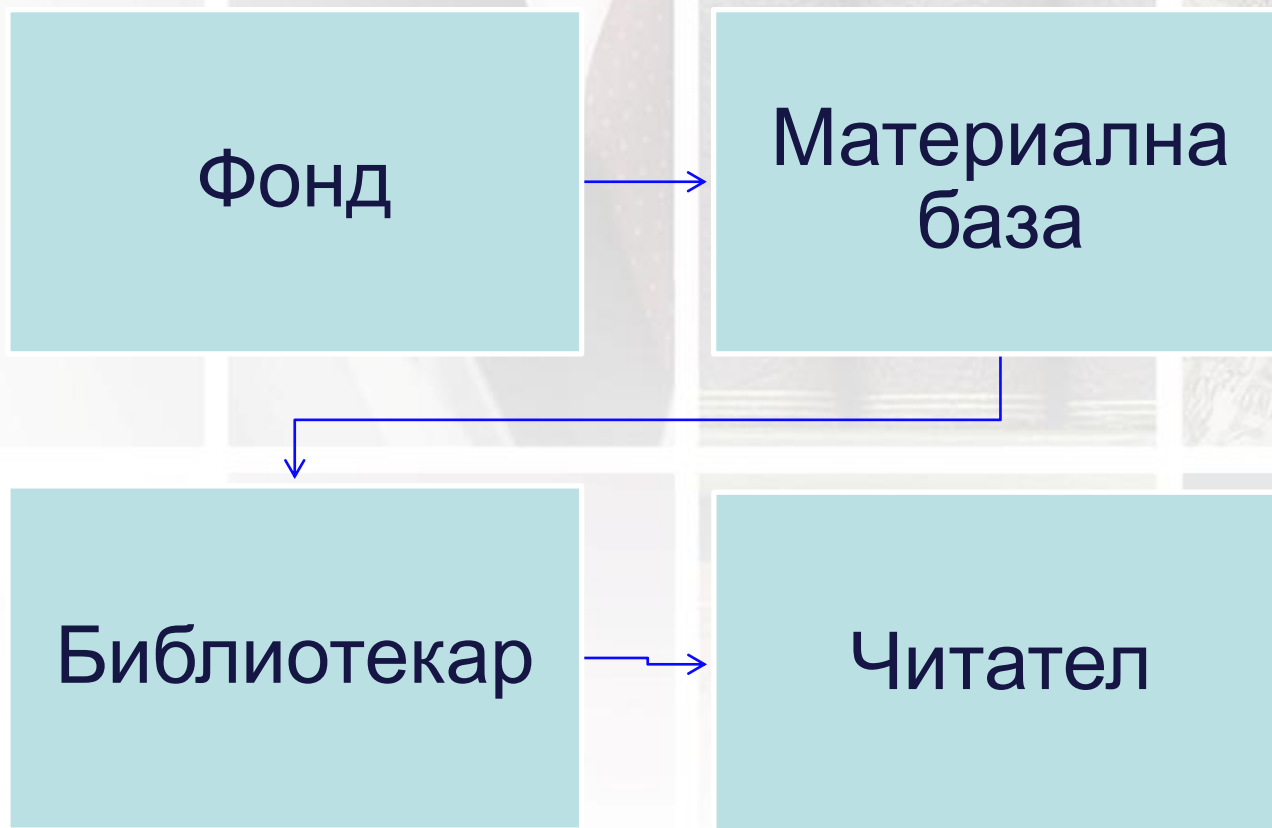 Фонд
Материална
база
Библиотекар
Читател